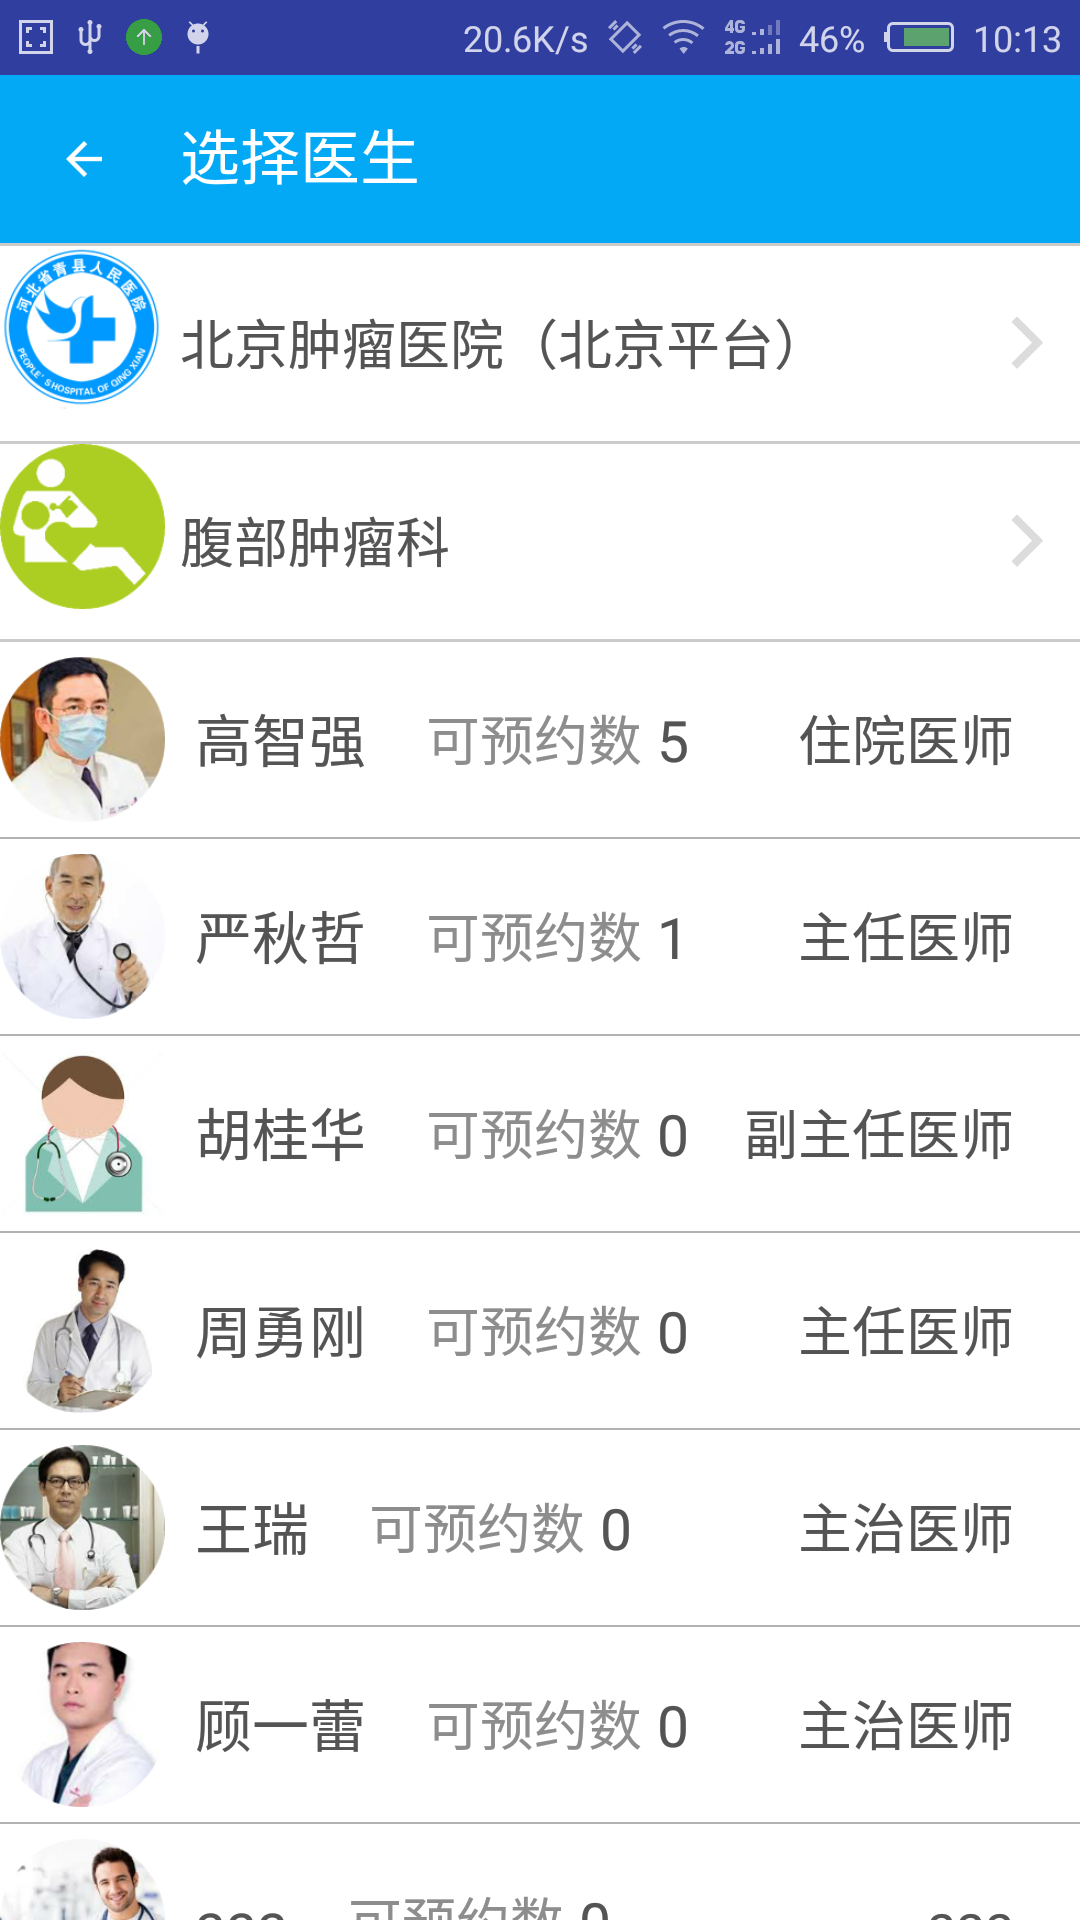 20.6K/s 4G 2G 46% 10:13
选择医生
河北省青县人民医院
PEOPLE'S HOSPITAL OF QING XIAN
北京肿瘤医院（北京平台）
腹部肿瘤科
高智强 可预约数 5 住院医师
严秋哲 可预约数 1 主任医师
胡桂华 可预约数 0 副主任医师
周勇刚 可预约数 0 主任医师
王瑞 可预约数 0 主治医师
顾一蕾 可预约数 0 主治医师
可预约数 0